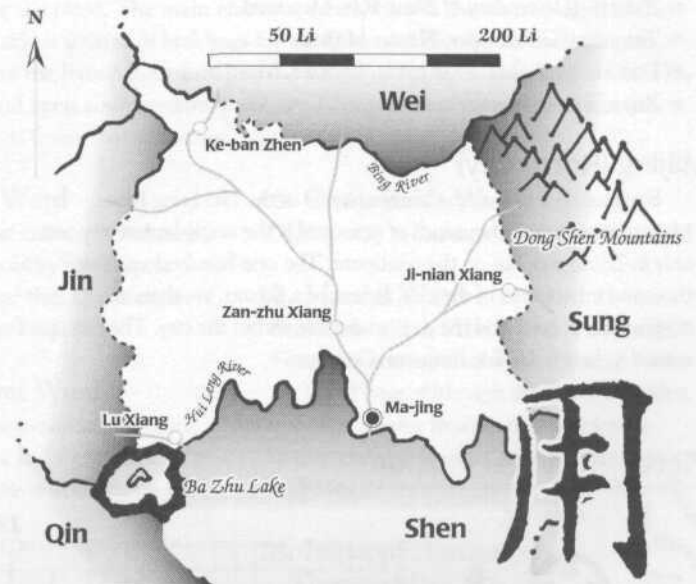 N
50 Li 200 Li
Wei
Ke-ban Zhen
Bing River
Dong Shen Mountains
Jin
Ji-nian Xiang
Zan-zhu Xiang
Sung
Hui Long River
Lu Xiang
Ma-jing
Ba Zhu Lake
Qin
Shen